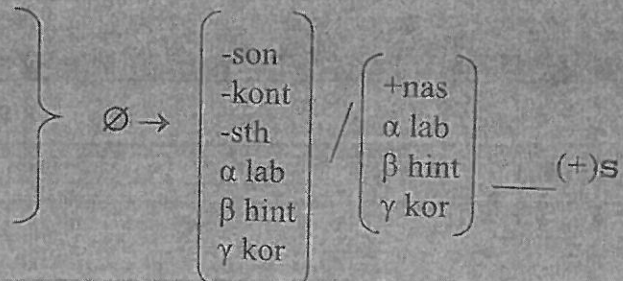 ∅ →
-son
-kont
-sth
α lab
β hint
γ kor
/
+nas
α lab
β hint
γ kor
___ (+)s